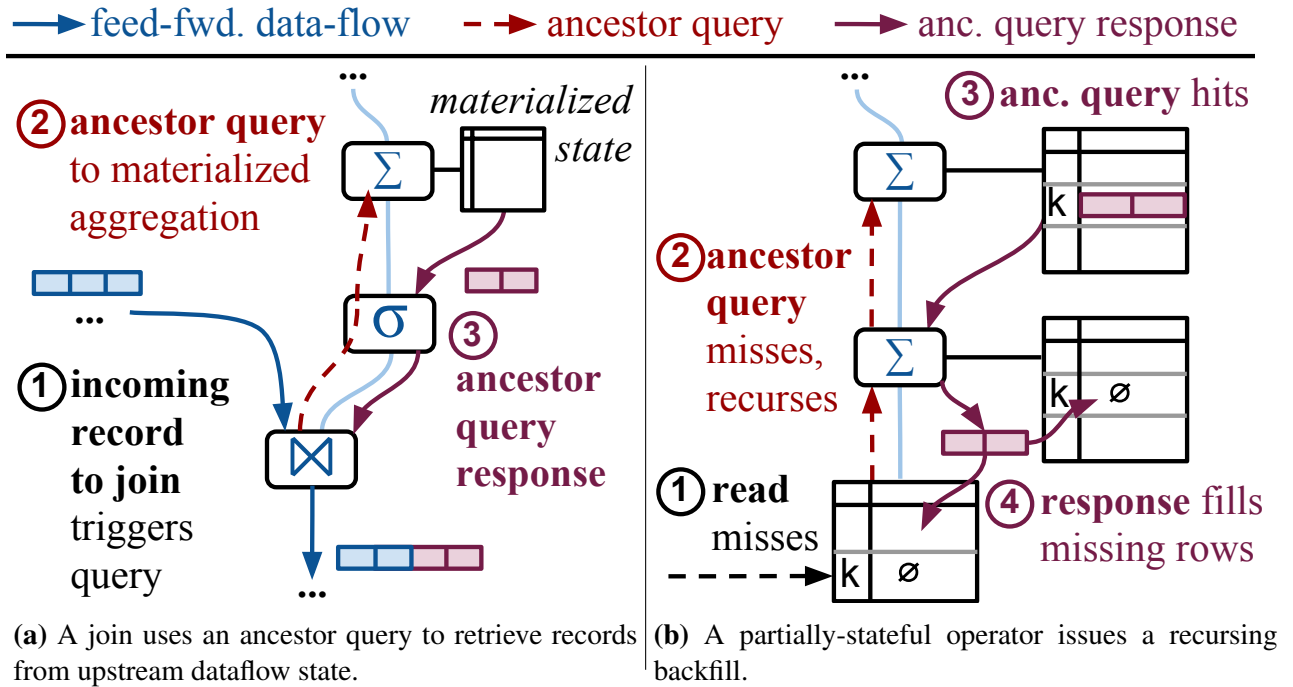 feed-fwd. data-flow
ancestor query
anc. query response
...
② ancestor query
to materialized
aggregation
materialized
state
Σ
...
σ
① incoming
record
to join
triggers
query
③
ancestor
query
response
⋈
...
(a) A join uses an ancestor query to retrieve records
from upstream dataflow state.
...
③ anc. query hits
Σ
k
② ancestor
query
misses,
recurses
Σ
k ∅
① read
misses
k ∅
④ response fills
missing rows
(b) A partially-stateful operator issues a recursing
backfill.